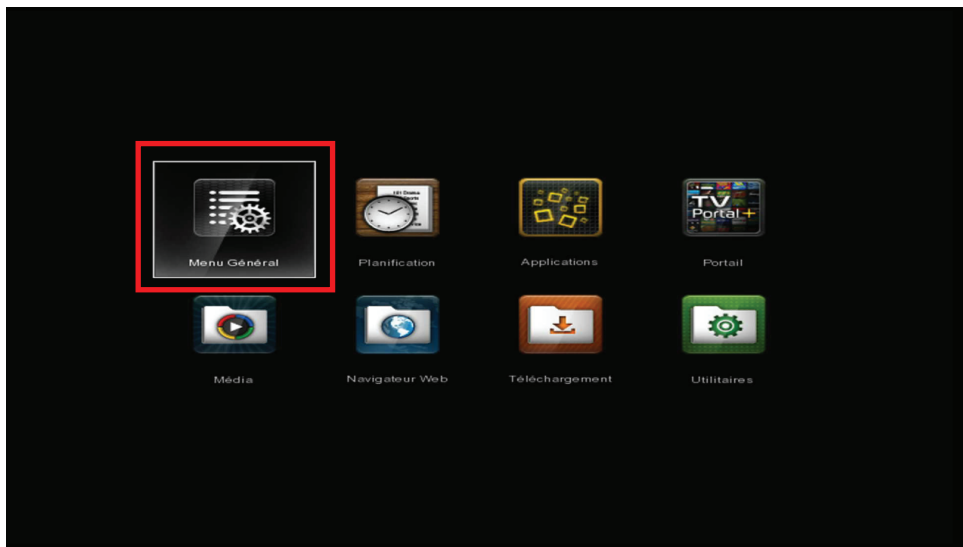 TV
Portal+
Menu Général
Planification
Applications
Portail
Média
Navigateur Web
Téléchargement
Utilitaires